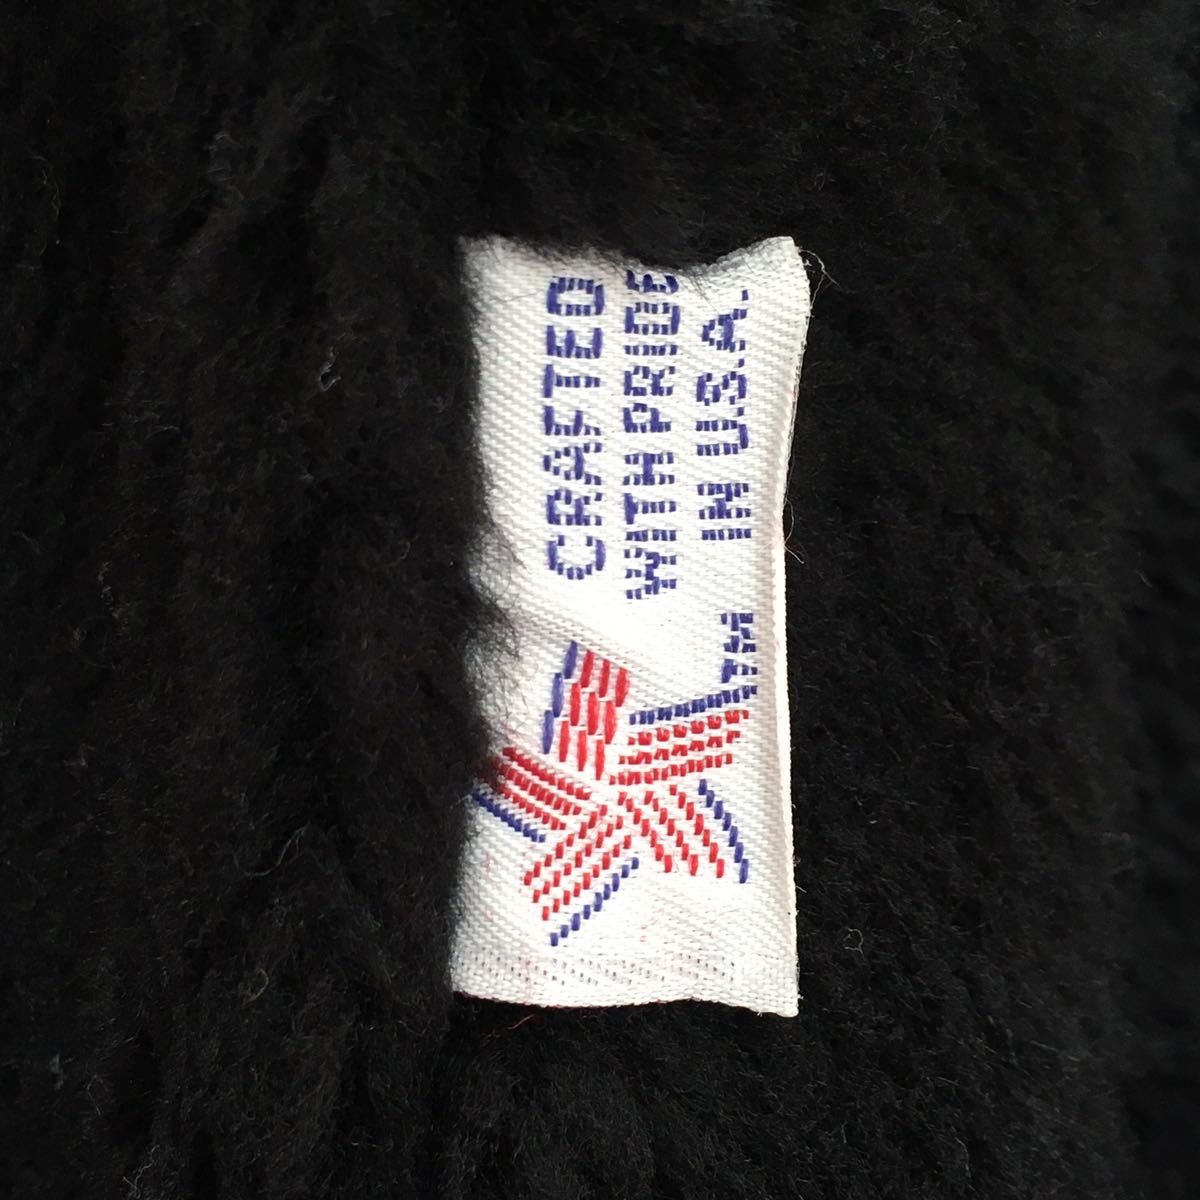 CRAFTED
WITH PRIDE
IN U.S.A.
TM